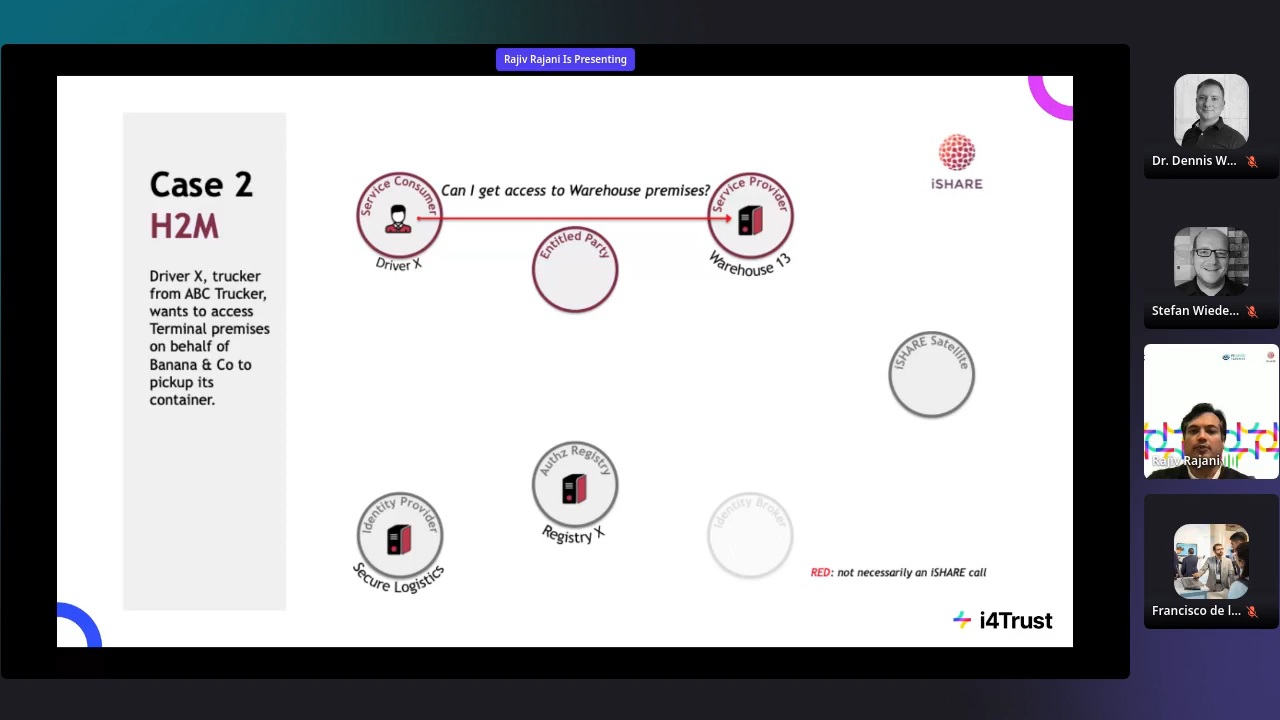 Rajiv Rajani Is Presenting
Case 2
H2M
Driver X, trucker
from ABC Trucker,
wants to access
Terminal premises
on behalf of
Banana & Co to
pickup its
container.
Service Consumer
Driver X
Can I get access to Warehouse premises?
Service Provider
Warehouse 13
Entitled Party
iSHARE
iSHARE Satellite
Authz Registry
Registry X
Identity Provider
Secure Logistics
Identity Broker
RED: not necessarily an iSHARE call
i4Trust
Dr. Dennis W...
Stefan Wiede...
Rajiv Rajani
Francisco de l...